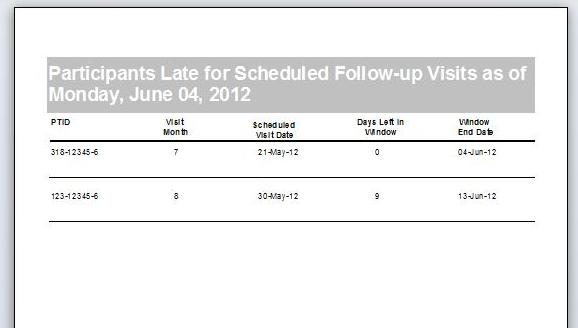 Participants Late for Scheduled Follow-up Visits as of
Monday, June 04, 2012
PTID Visit Month Scheduled Visit Date Days Left in Window Window End Date
318-12345-6 7 21-May-12 0 04-Jun-12
123-12345-6 8 30-May-12 9 13-Jun-12